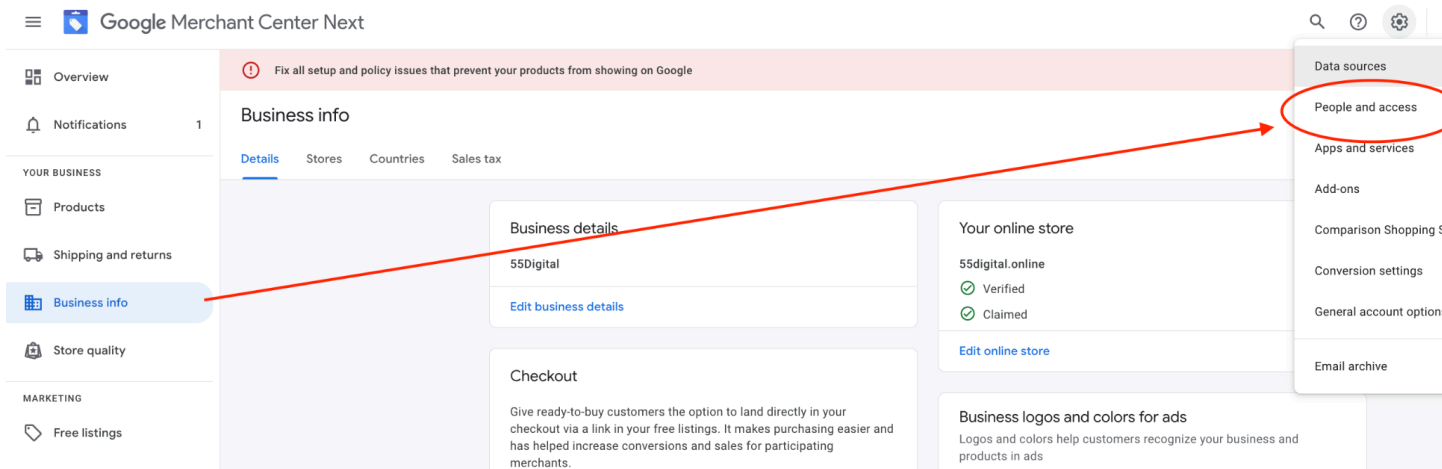 Google Merchant Center Next
Overview
Notifications 1
YOUR BUSINESS
Products
Shipping and returns
Business info
Store quality
MARKETING
Free listings
Fix all setup and policy issues that prevent your products from showing on Google
Business info
Details Stores Countries Sales tax
Business details
55Digital
Edit business details
Checkout
Give ready-to-buy customers the option to land directly in your
checkout via a link in your free listings. It makes purchasing easier and
has helped increase conversions and sales for participating
merchants.
Your online store
55digital.online
Verified
Claimed
Edit online store
Business logos and colors for ads
Logos and colors help customers recognize your business and
products in ads
Data sources
People and access
Apps and services
Add-ons
Comparison Shopping S
Conversion settings
General account option
Email archive